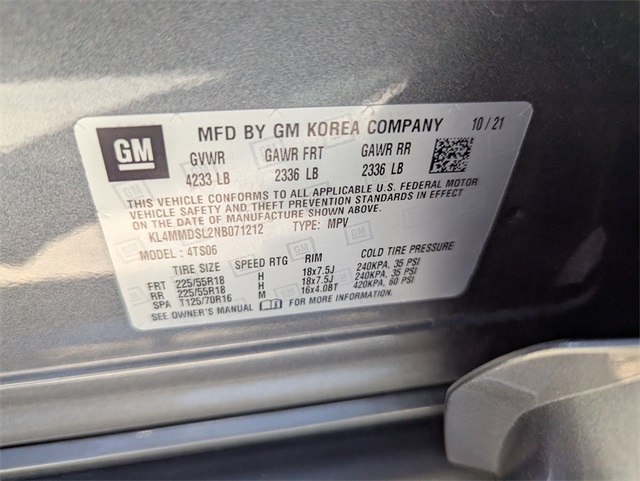 GM
MFD BY GM KOREA COMPANY 10/21
GVWR GAWR FRT GAWR RR
4233 LB 2336 LB 2336 LB
THIS VEHICLE CONFORMS TO ALL APPLICABLE U.S. FEDERAL MOTOR
VEHICLE SAFETY AND THEFT PREVENTION STANDARDS IN EFFECT
ON THE DATE OF MANUFACTURE SHOWN ABOVE.
KL4MMDSL2NB071212 TYPE: MPV
MODEL: 4TS06
TIRE SIZE SPEED RTG RIM COLD TIRE PRESSURE
FRT 225/55R18 H 18x7.5J 240KPA, 35 PSI
RR 225/55R18 H 18x7.5J 240KPA, 35 PSI
SPA T125/70R16 M 16x4.0BT 420KPA, 60 PSI
SEE OWNER'S MANUAL FOR MORE INFORMATION.